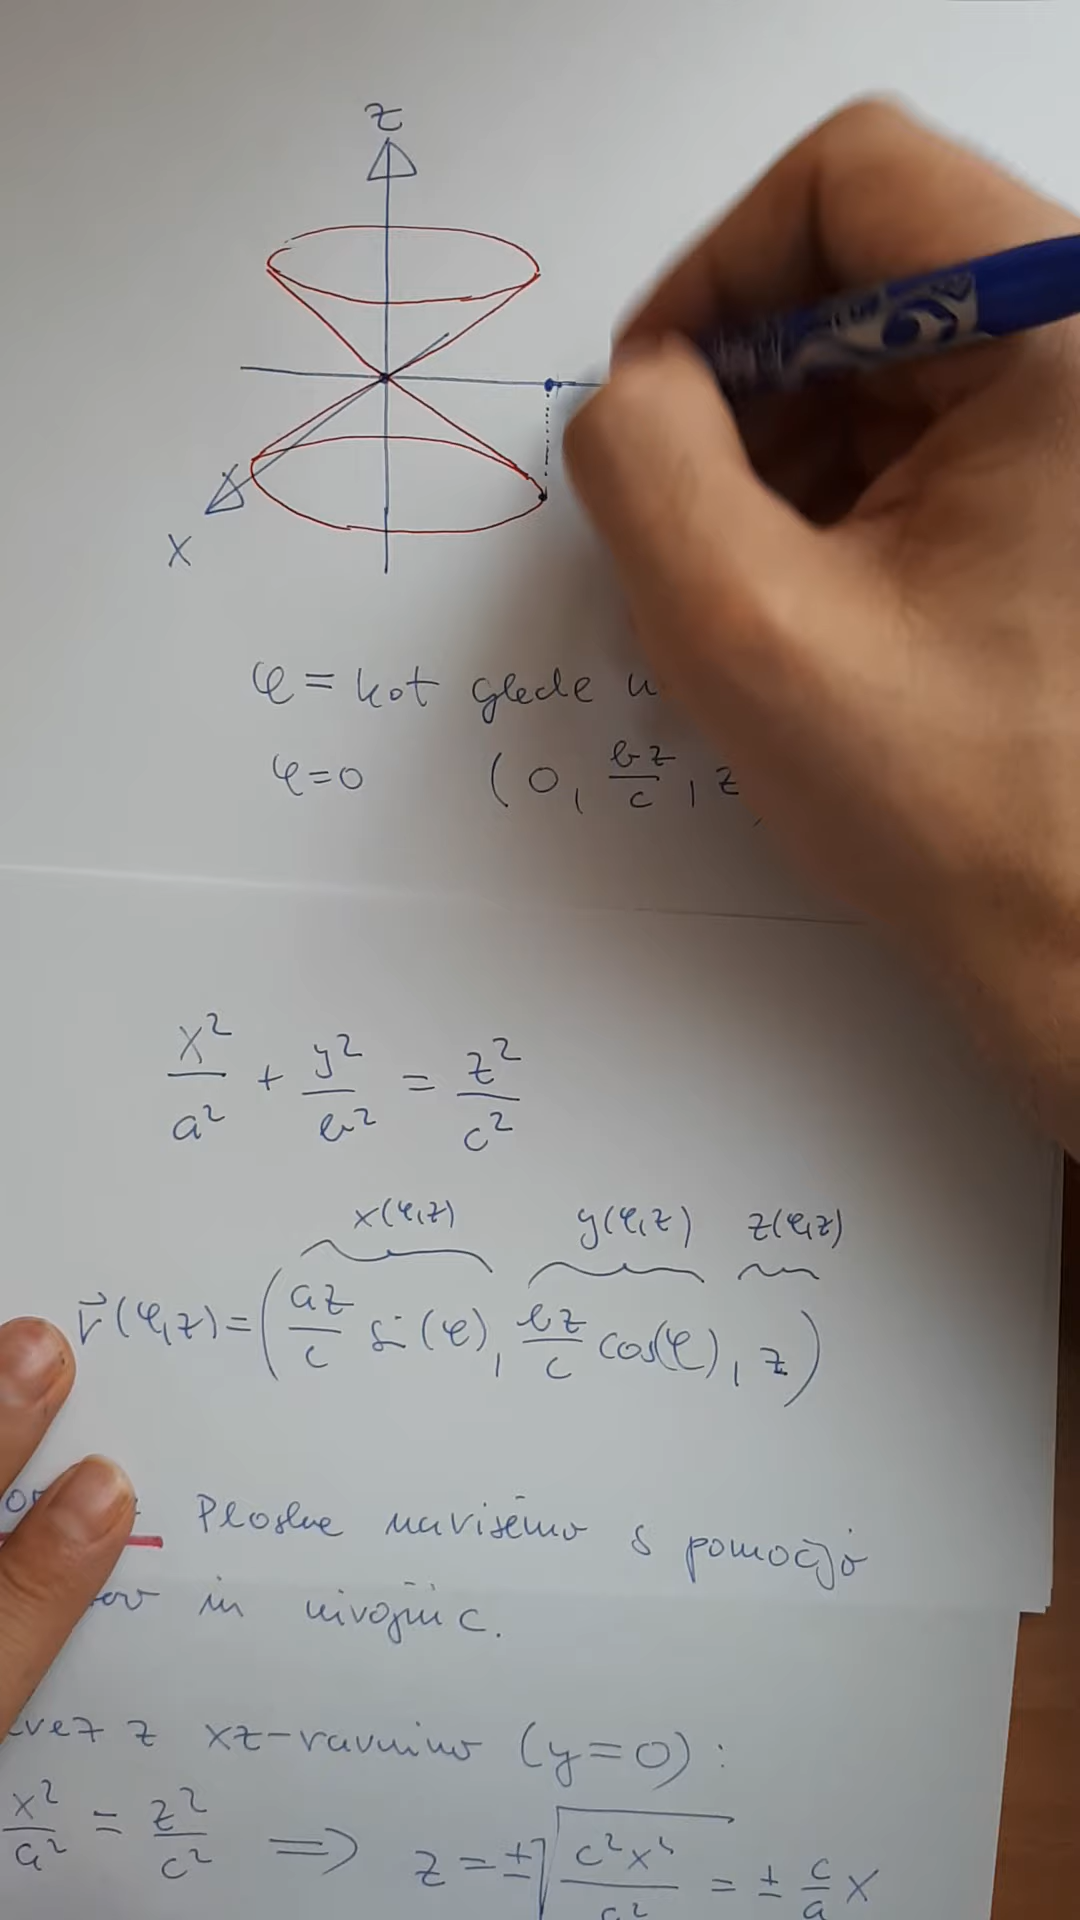 z
x
φ = kot glede
φ=0 (0, bz/c, z
x²/a² + y²/b² = z²/c²
x(φ,z) y(φ,z) z(φ,z)
r⃗(φ,z)=(az/c sin(φ), bz/c cos(φ), z)
Ploskve narišemo s pomočjo
in nivojnic.
z xz-ravnino (y=0):
x²/a² = z²/c² ⇒ z=±√(c²x²/a²) = ± c/a x